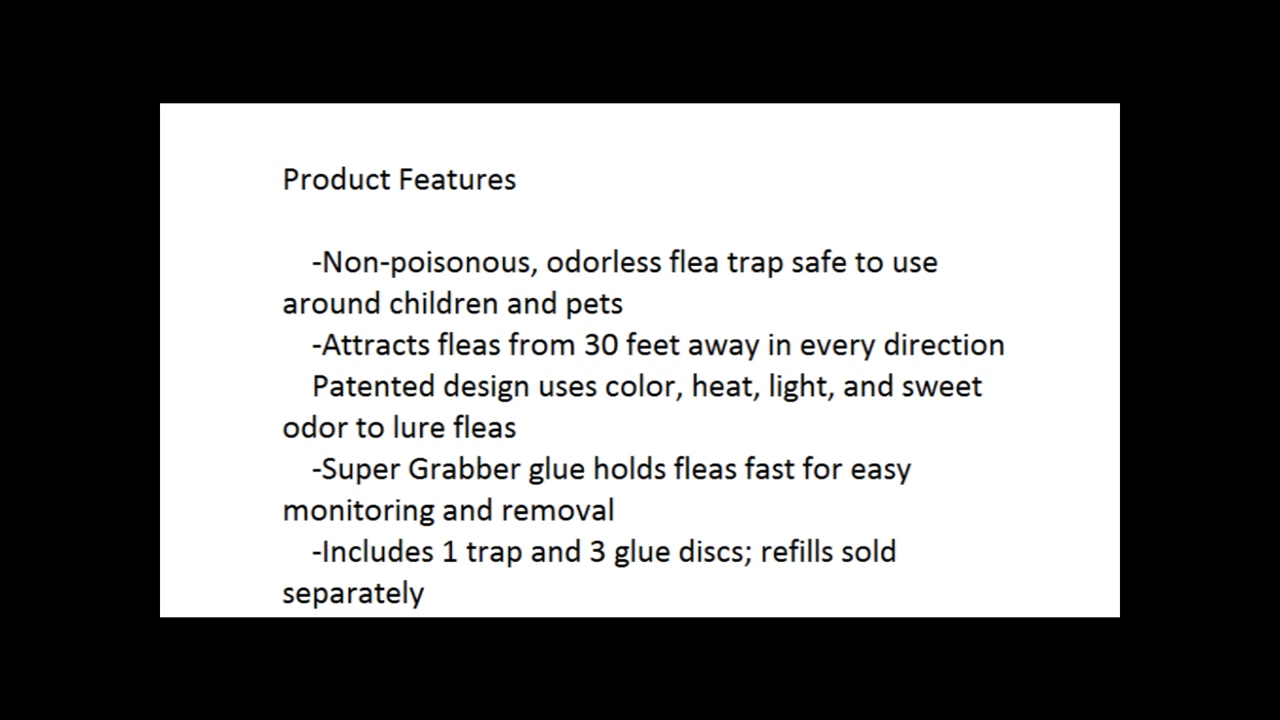 Product Features
-Non-poisonous, odorless flea trap safe to use
around children and pets
-Attracts fleas from 30 feet away in every direction
Patented design uses color, heat, light, and sweet
odor to lure fleas
-Super Grabber glue holds fleas fast for easy
monitoring and removal
-Includes 1 trap and 3 glue discs; refills sold
separately